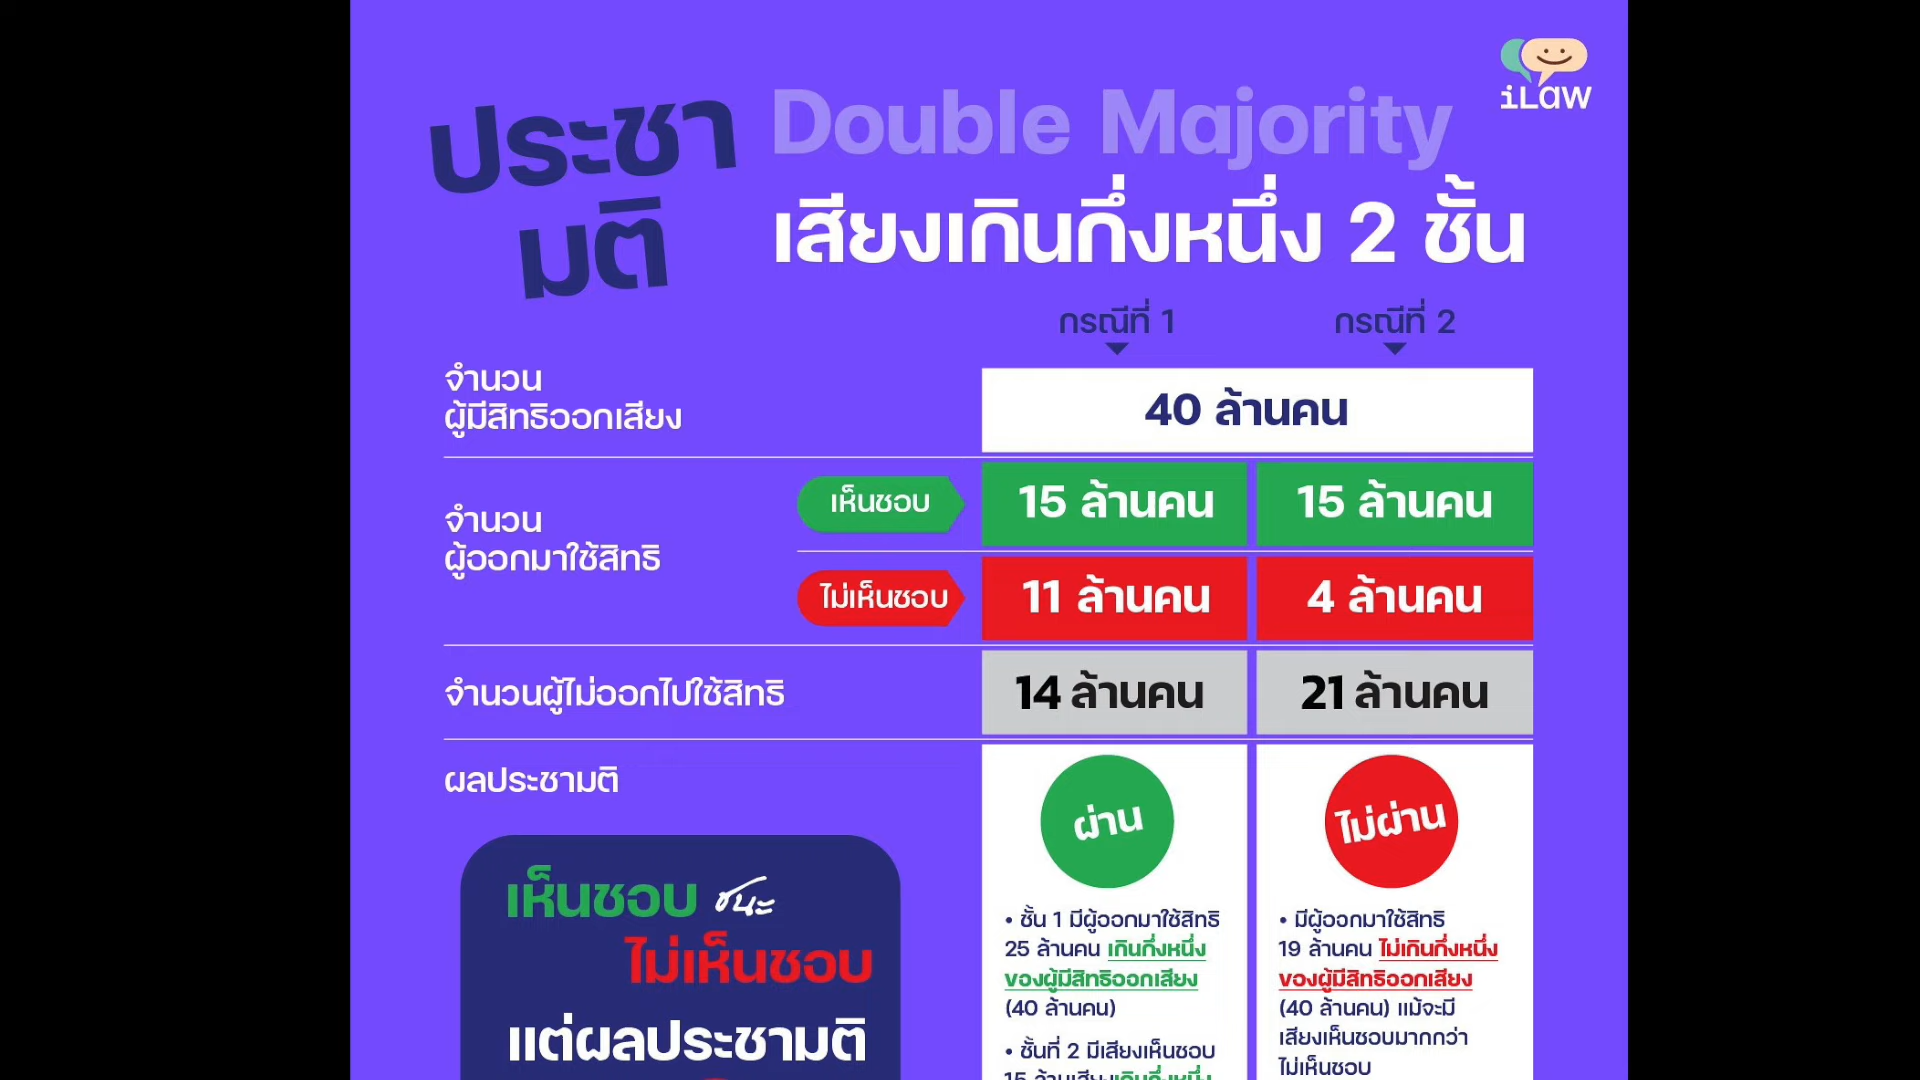 iLaw
ประชา
มติ
Double Majority
เสียงเกินกึ่งหนึ่ง 2 ชั้น
กรณีที่ 1
กรณีที่ 2
จำนวน
ผู้มีสิทธิออกเสียง
40 ล้านคน
จำนวน
ผู้ออกมาใช้สิทธิ
เห็นชอบ
15 ล้านคน
15 ล้านคน
ไม่เห็นชอบ
11 ล้านคน
4 ล้านคน
จำนวนผู้ไม่ออกไปใช้สิทธิ
14 ล้านคน
21 ล้านคน
ผลประชามติ
ผ่าน
ไม่ผ่าน
เห็นชอบ ชนะ
ไม่เห็นชอบ
แต่ผลประชามติ
• ชั้น 1 มีผู้ออกมาใช้สิทธิ
25 ล้านคน เกินกึ่งหนึ่ง
ของผู้มีสิทธิออกเสียง
(40 ล้านคน)
• ชั้นที่ 2 มีเสียงเห็นชอบ
15 ล้านเสียงเกินกึ่งหนึ่ง
• มีผู้ออกมาใช้สิทธิ
19 ล้านคน ไม่เกินกึ่งหนึ่ง
ของผู้มีสิทธิออกเสียง
(40 ล้านคน) แม้จะมี
เสียงเห็นชอบมากกว่า
ไม่เห็นชอบ